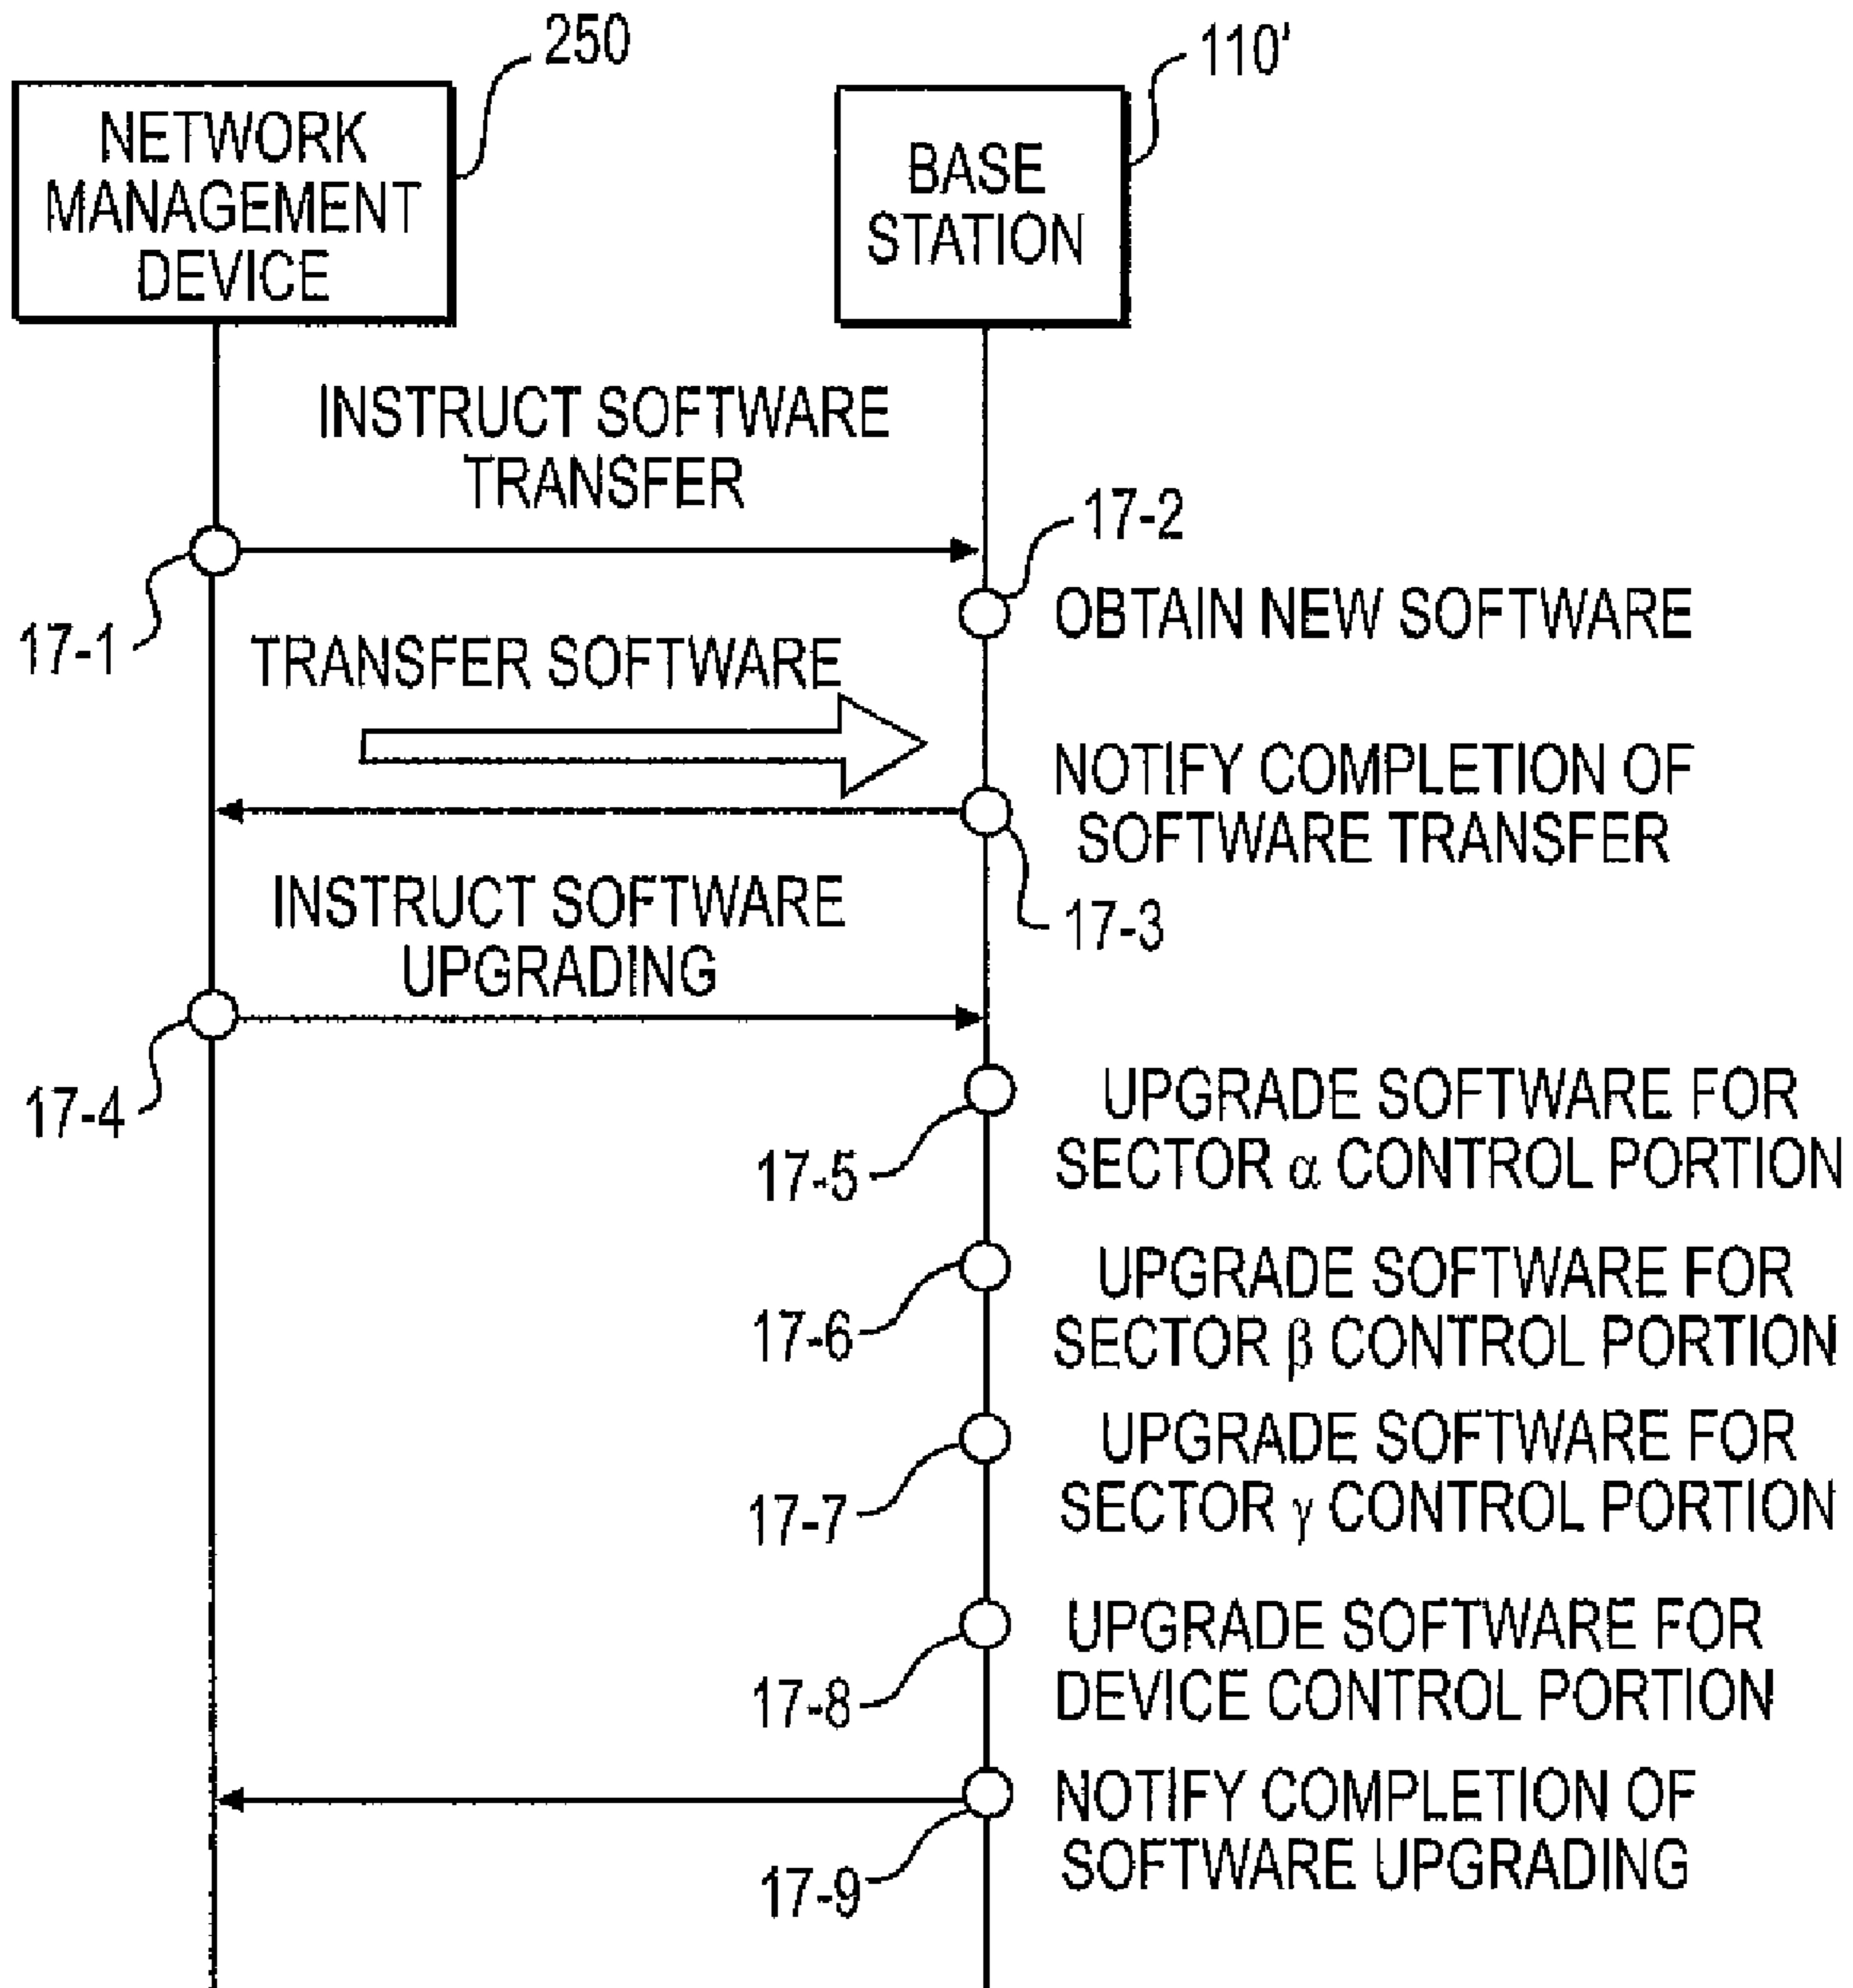 250
110'
NETWORK
MANAGEMENT
DEVICE
BASE
STATION
INSTRUCT SOFTWARE
TRANSFER
17-1
17-2
OBTAIN NEW SOFTWARE
TRANSFER SOFTWARE
NOTIFY COMPLETION OF
SOFTWARE TRANSFER
17-3
INSTRUCT SOFTWARE
UPGRADING
17-4
UPGRADE SOFTWARE FOR
SECTOR α CONTROL PORTION
17-5
UPGRADE SOFTWARE FOR
SECTOR β CONTROL PORTION
17-6
UPGRADE SOFTWARE FOR
SECTOR γ CONTROL PORTION
17-7
UPGRADE SOFTWARE FOR
DEVICE CONTROL PORTION
17-8
NOTIFY COMPLETION OF
SOFTWARE UPGRADING
17-9